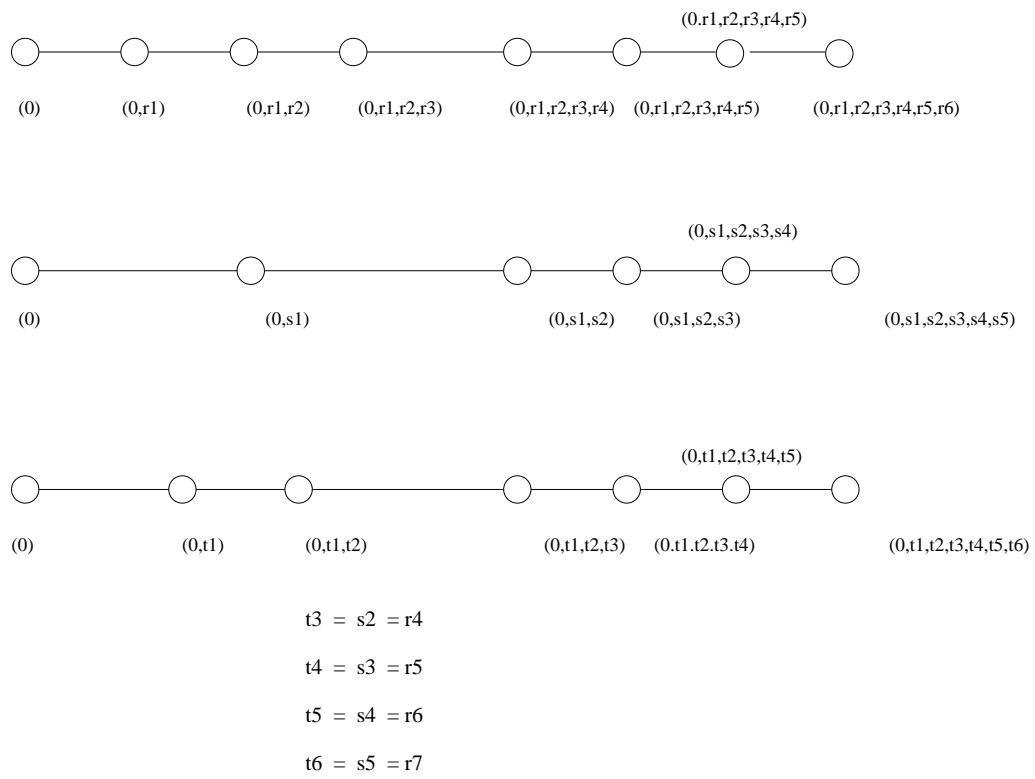 (0.r1,r2,r3,r4,r5)
(0) (0,r1) (0,r1,r2) (0,r1,r2,r3) (0,r1,r2,r3,r4) (0,r1,r2,r3,r4,r5) (0,r1,r2,r3,r4,r5,r6)
(0,s1,s2,s3,s4)
(0) (0,s1) (0,s1,s2) (0,s1,s2,s3) (0,s1,s2,s3,s4,s5)
(0,t1,t2,t3,t4,t5)
(0) (0,t1) (0,t1,t2) (0,t1,t2,t3) (0.t1.t2.t3.t4) (0,t1,t2,t3,t4,t5,t6)
t3 = s2 = r4
t4 = s3 = r5
t5 = s4 = r6
t6 = s5 = r7